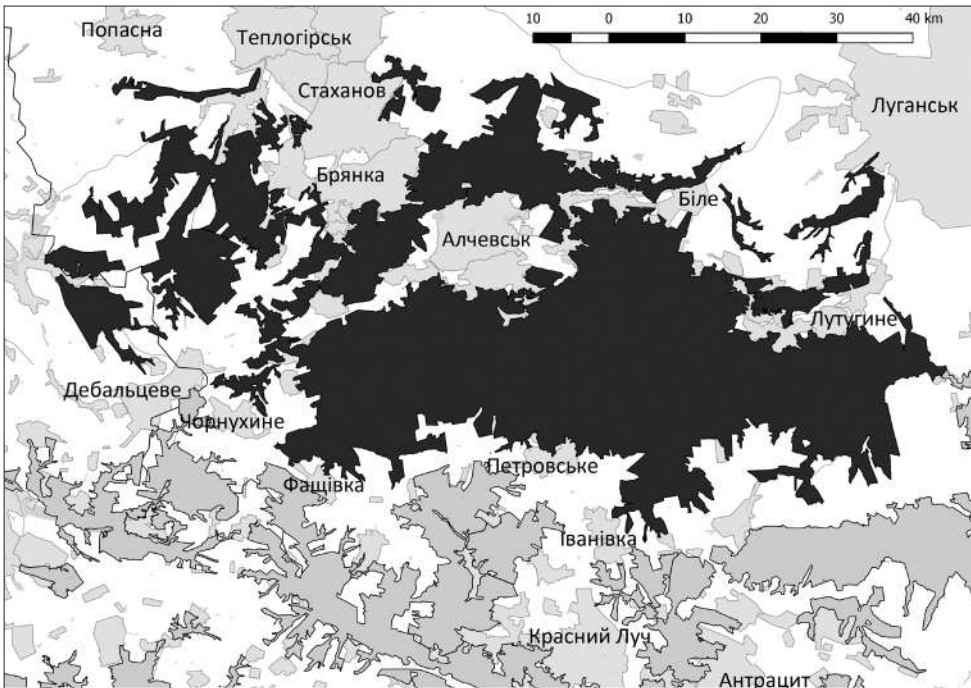 Попасна
Теплогірськ
10 0 10 20 30 40 km
Стаханов
Луганськ
Брянка
Біле
Алчевськ
Лутугине
Дебальцеве
Чорнухине
Петровське
Фащівка
Іванівка
Красний Луч
Антрацит